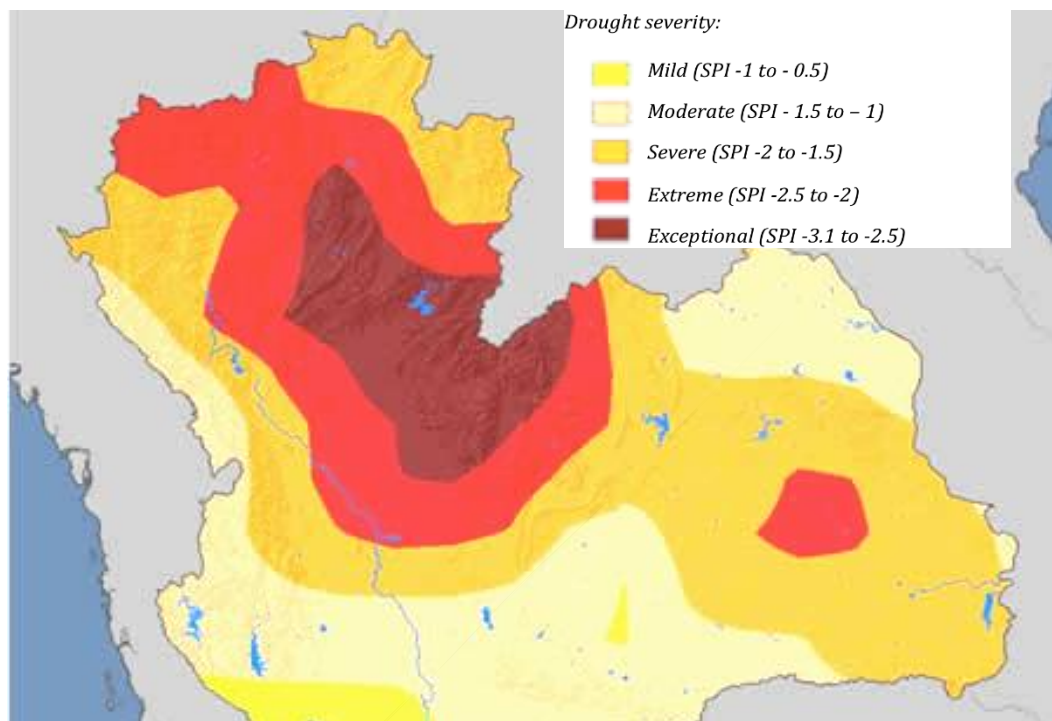 Drought severity:
Mild (SPI -1 to - 0.5)
Moderate (SPI - 1.5 to – 1)
Severe (SPI -2 to -1.5)
Extreme (SPI -2.5 to -2)
Exceptional (SPI -3.1 to -2.5)